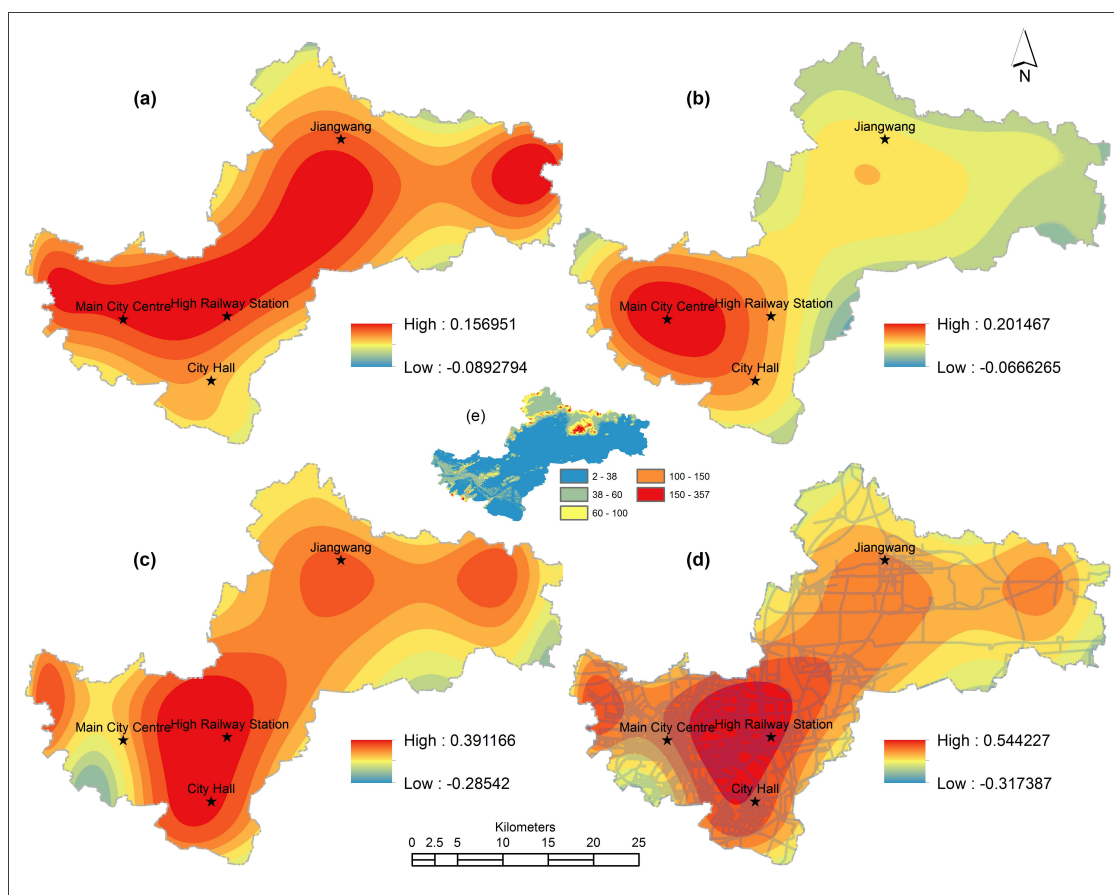 N
(a)
Jiangwang
Main City Centre
High Railway Station
City Hall
High : 0.156951
Low : -0.0892794
(b)
Jiangwang
Main City Centre
High Railway Station
City Hall
High : 0.201467
Low : -0.0666265
(e)
2 - 38
38 - 60
60 - 100
100 - 150
150 - 357
(c)
Jiangwang
Main City Centre
High Railway Station
City Hall
High : 0.391166
Low : -0.28542
(d)
Jiangwang
Main City Centre
High Railway Station
City Hall
High : 0.544227
Low : -0.317387
Kilometers
0 2.5 5 10 15 20 25